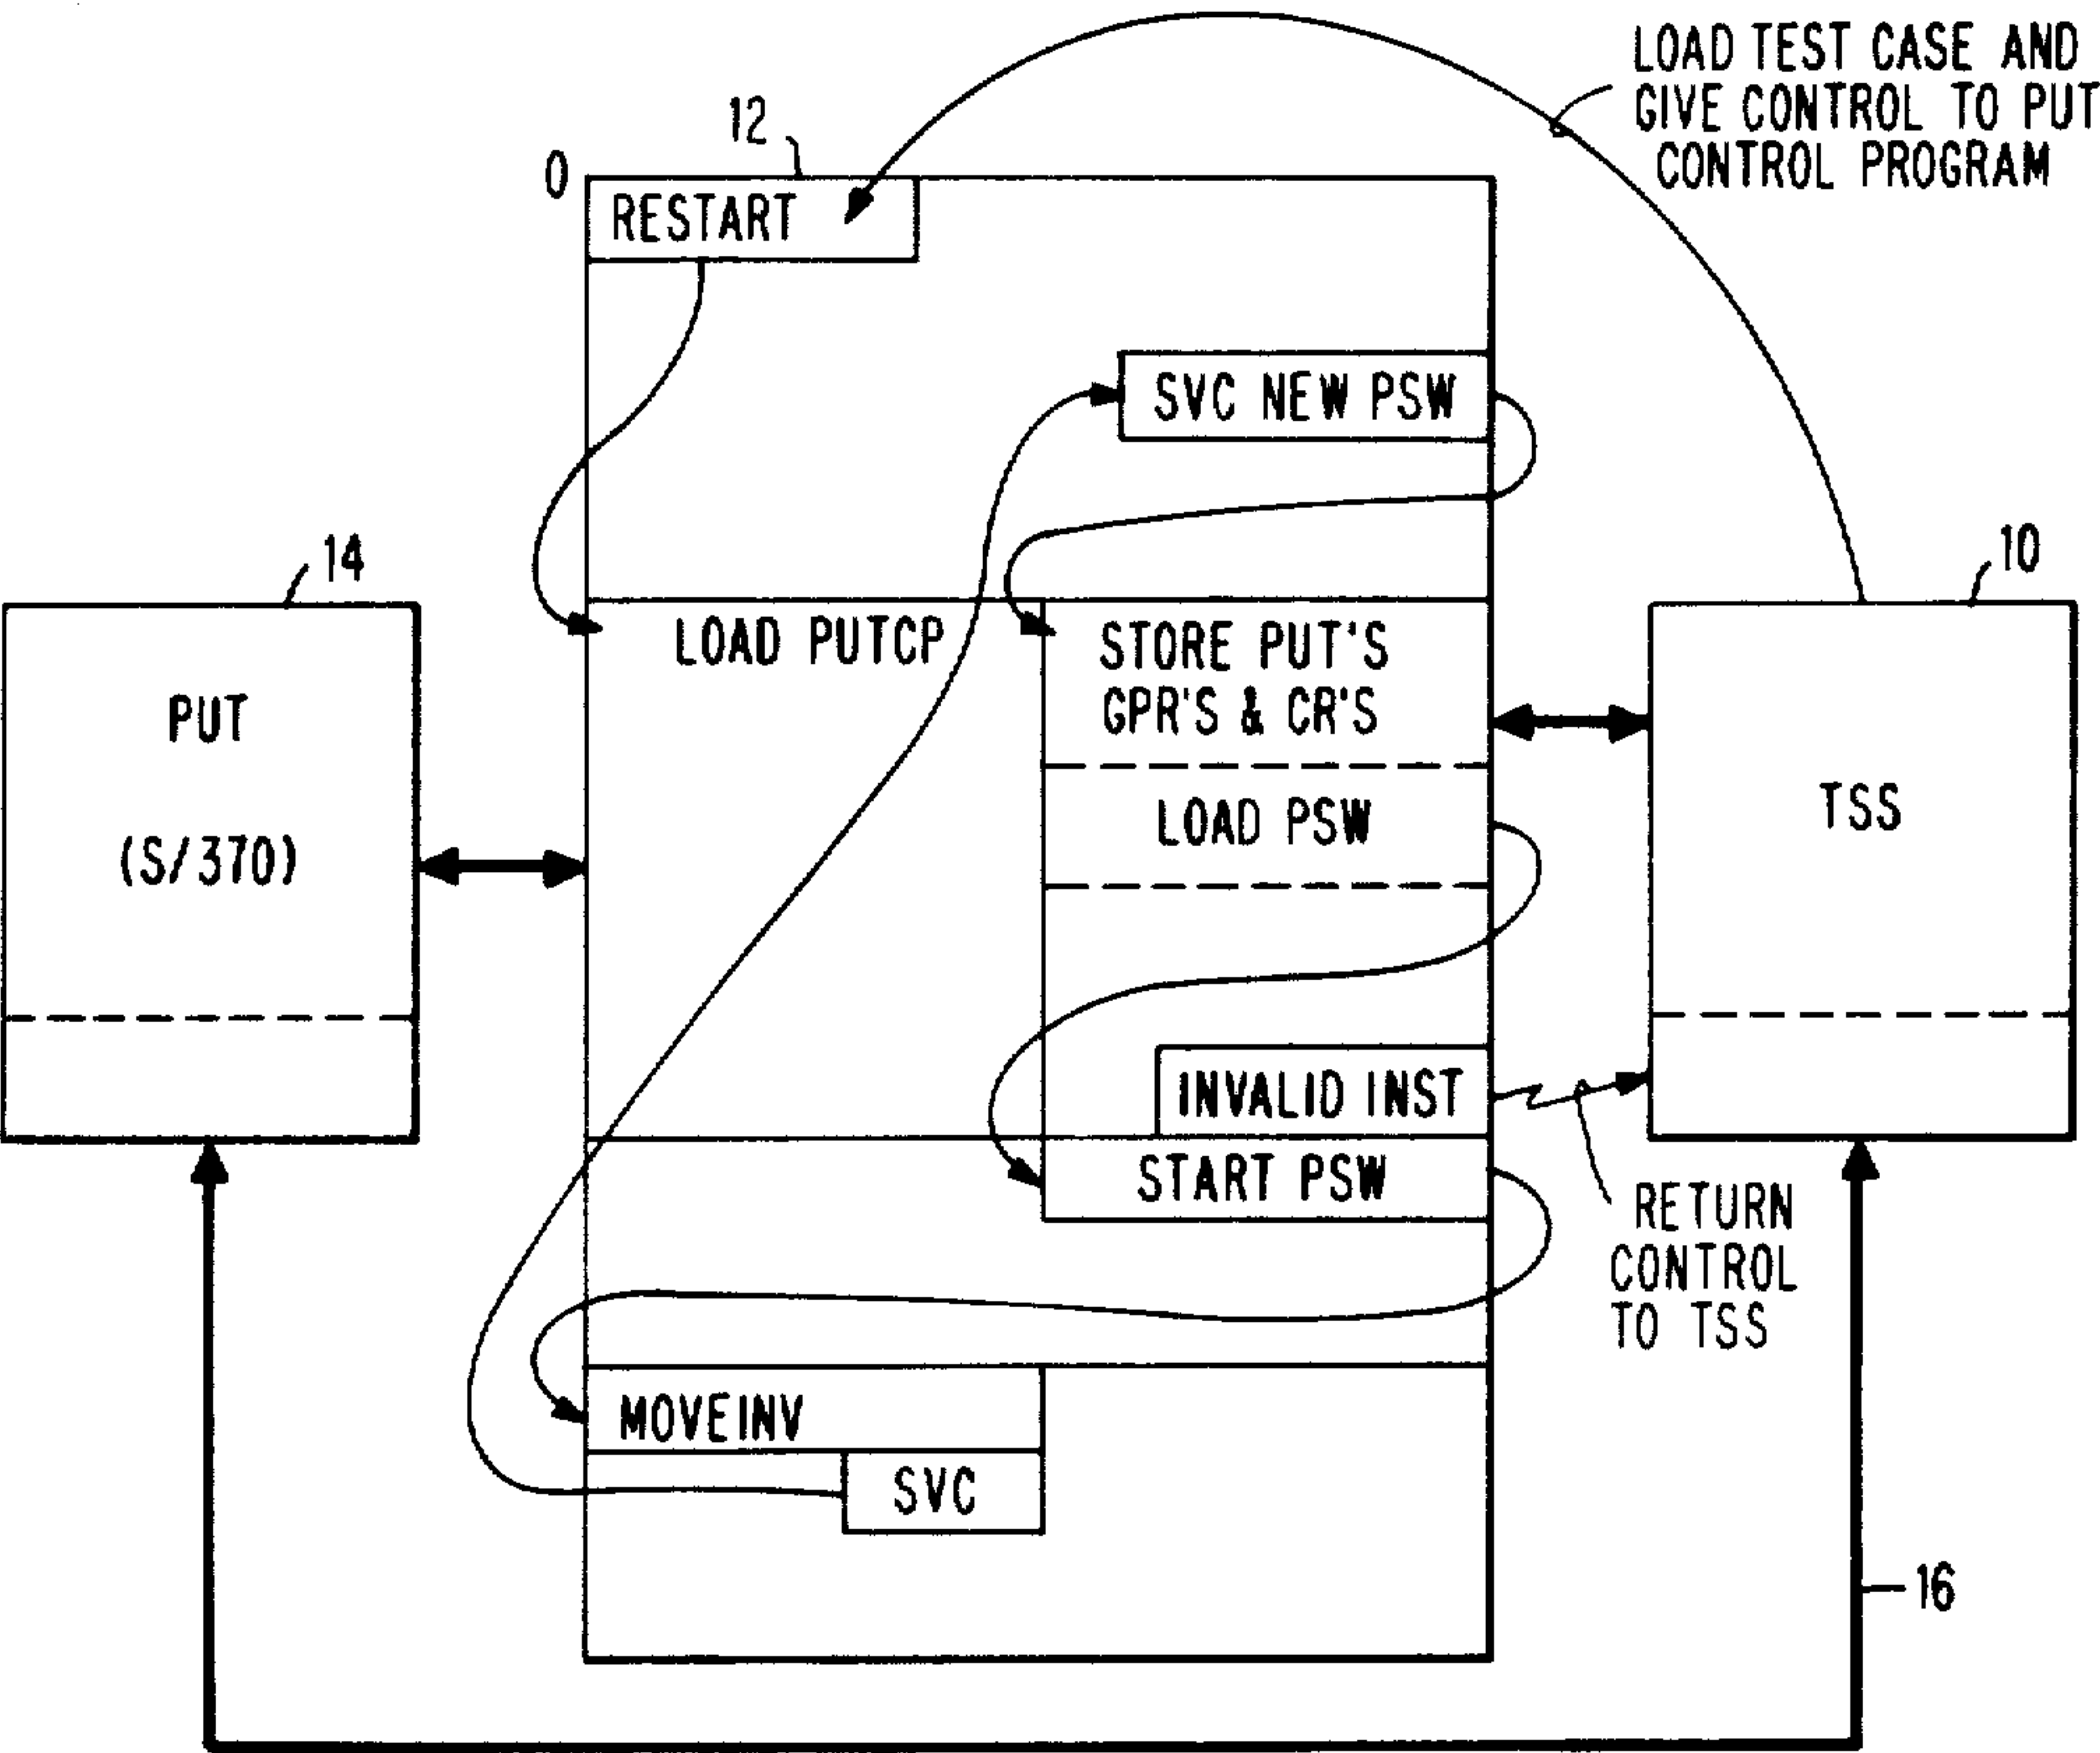 LOAD TEST CASE AND
GIVE CONTROL TO PUT
CONTROL PROGRAM
12
0
RESTART
SVC NEW PSW
14
10
LOAD PUTCP
STORE PUT'S
GPR'S & CR'S
PUT
(S/370)
LOAD PSW
TSS
INVALID INST
START PSW
RETURN
CONTROL
TO TSS
MOVEINV
SVC
16